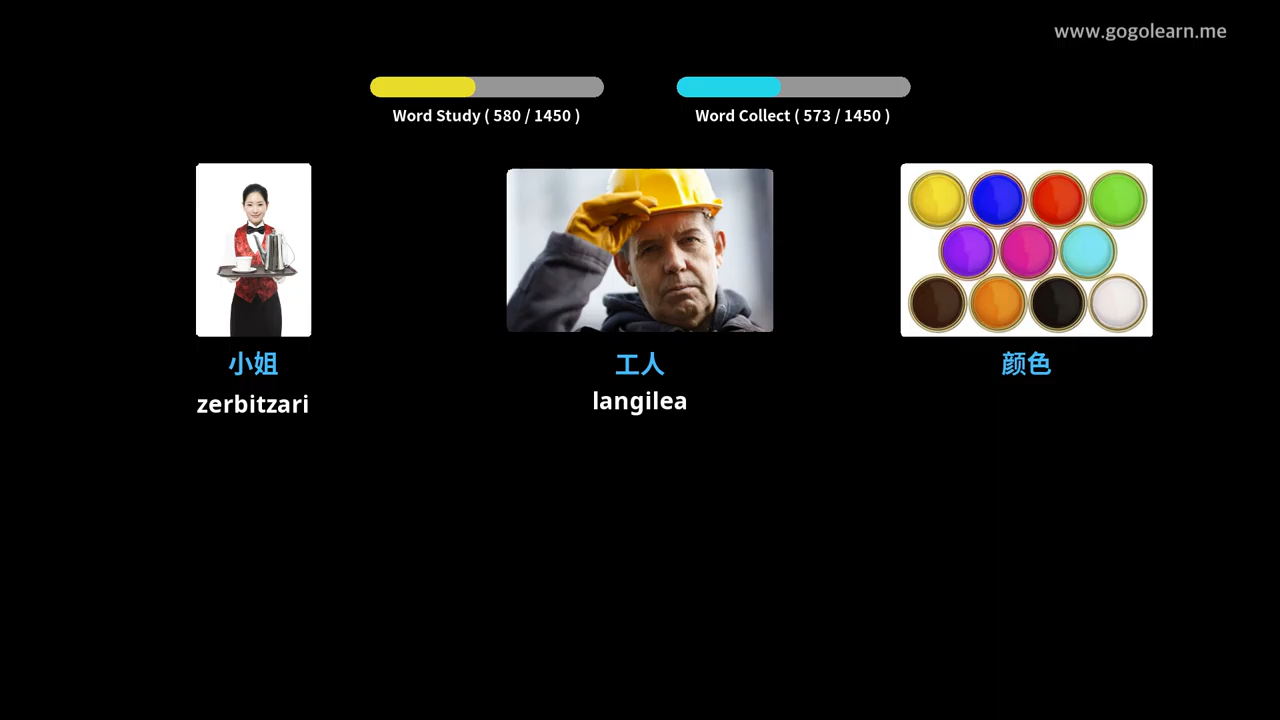 www.gogolearn.me
Word Study ( 580 / 1450 )
Word Collect ( 573 / 1450 )
小姐
工人
颜色
zerbitzari
langilea